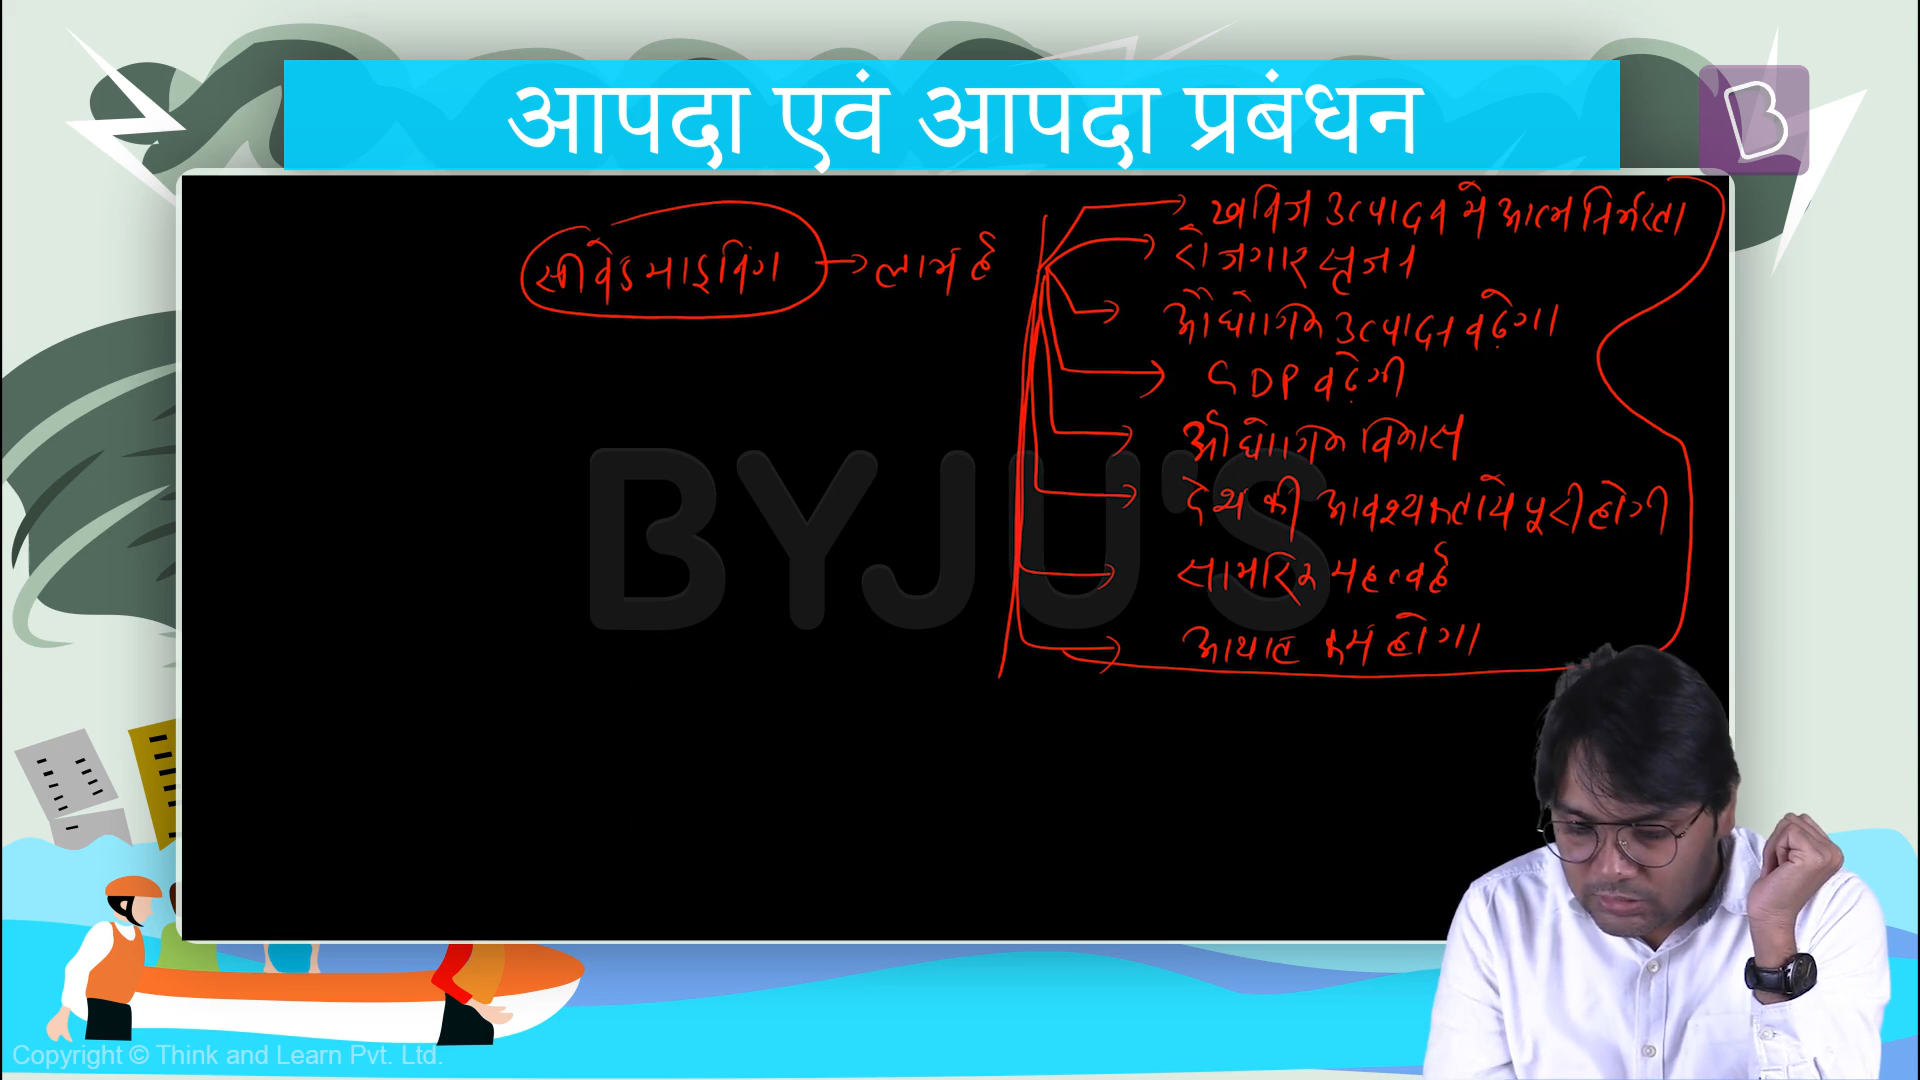 आपदा एवं आपदा प्रबंधन
B
सी वेड माइनिंग → लाभ है
खनिज उत्पादन में आत्म निर्भरता
रोजगार सृजन
औद्योगिक उत्पादन बढ़ेगा
GDP बढ़ेगी
औद्योगिक विकास
देश की आवश्यकतायें पूरी होगी
सामरिक महत्व है
आयात कम होगा
BYJU'S
Copyright © Think and Learn Pvt. Ltd.